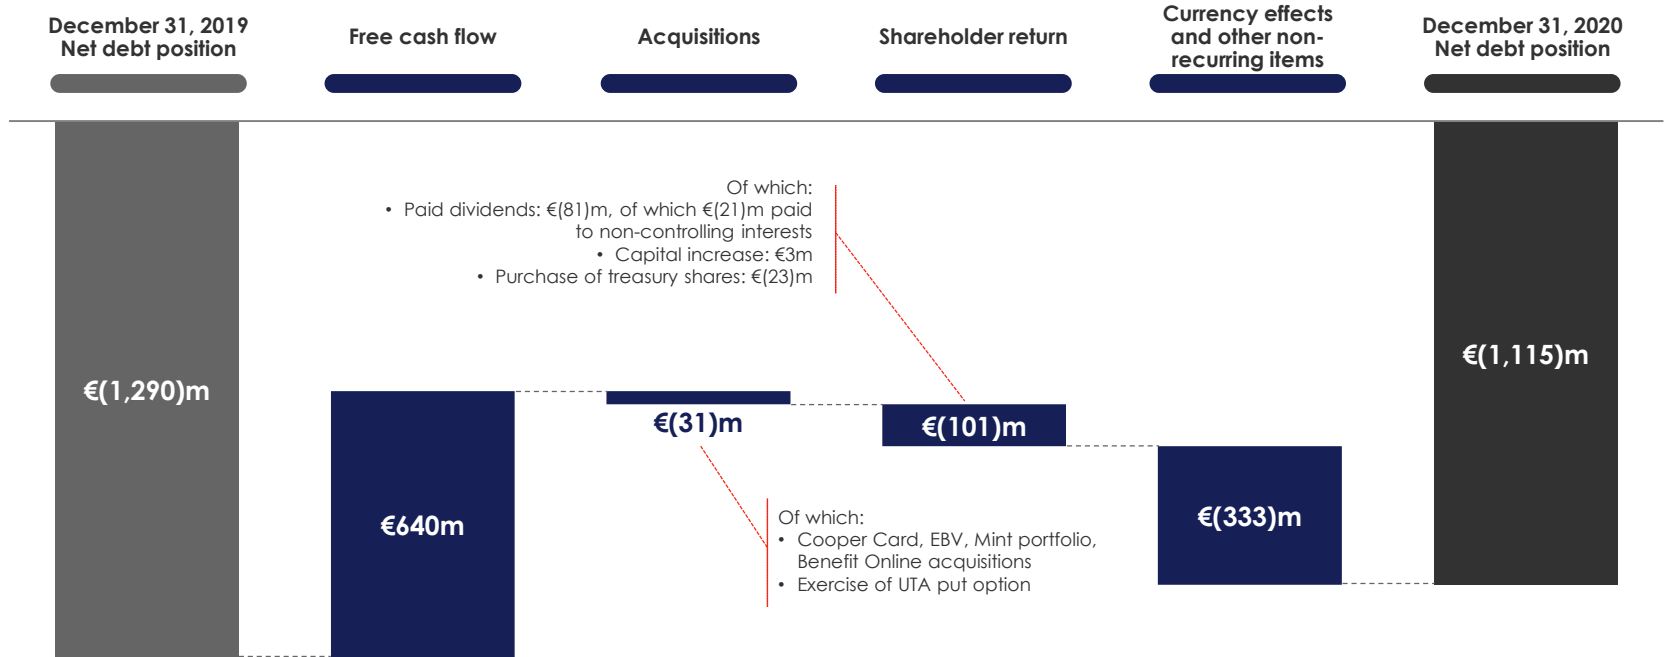 December 31, 2019
Net debt position
Free cash flow
Acquisitions
Shareholder return
Currency effects
and other non-
recurring items
December 31, 2020
Net debt position
Of which:
• Paid dividends: €(81)m, of which €(21)m paid
to non-controlling interests
• Capital increase: €3m
• Purchase of treasury shares: €(23)m
€(1,290)m
€640m
€(31)m
€(101)m
€(333)m
€(1,115)m
Of which:
• Cooper Card, EBV, Mint portfolio,
Benefit Online acquisitions
• Exercise of UTA put option